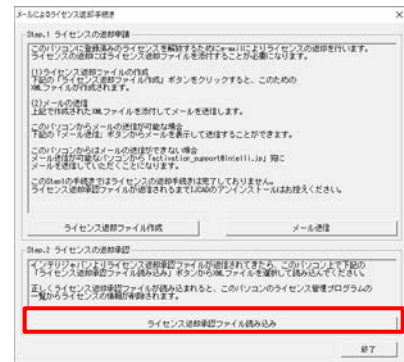 メールによるライセンス返却手続き
Step.1 ライセンスの返却申請
このパソコンに登録済みのライセンスを解放するためにe-mailによりライセンスの返却を行います。
ライセンスの返却にはライセンス返却ファイルを送付することが必要になります。
(1)ライセンス返却ファイルの作成
下記の「ライセンス返却ファイル作成」ボタンをクリックすると、このための
XMLファイルが作成されます。
(2)メールの送信
上記で作成されたXMLファイルを添付してメールを送信します。
このパソコンからメールの送信が可能な場合
下記の「メール送信」ボタンからメールを表示して送信することができます。
このパソコンからはメールの送信ができない場合
メール送信が可能なパソコンから「activation_support@intelli.jp」宛に
メールを送信していただくことになります。
このStep1の手続きではライセンスの返却手続きは完了しておりません。
ライセンス返却承認ファイルが返信されるまでIJCADのアンインストールはお控えください。
ライセンス返却ファイル作成
メール送信
Step.2 ライセンスの返却承認
インテリジャパンよりライセンス返却承認ファイルが返信されてきたら、このパソコン上で下記の
「ライセンス返却承認ファイル読み込み」ボタンからXMLファイルを選択して読み込んでください。
正しくライセンス返却承認ファイルが読み込まれると、このパソコンのライセンス管理プログラムの
一覧からライセンスの情報が削除されます。
ライセンス返却承認ファイル読み込み
終了